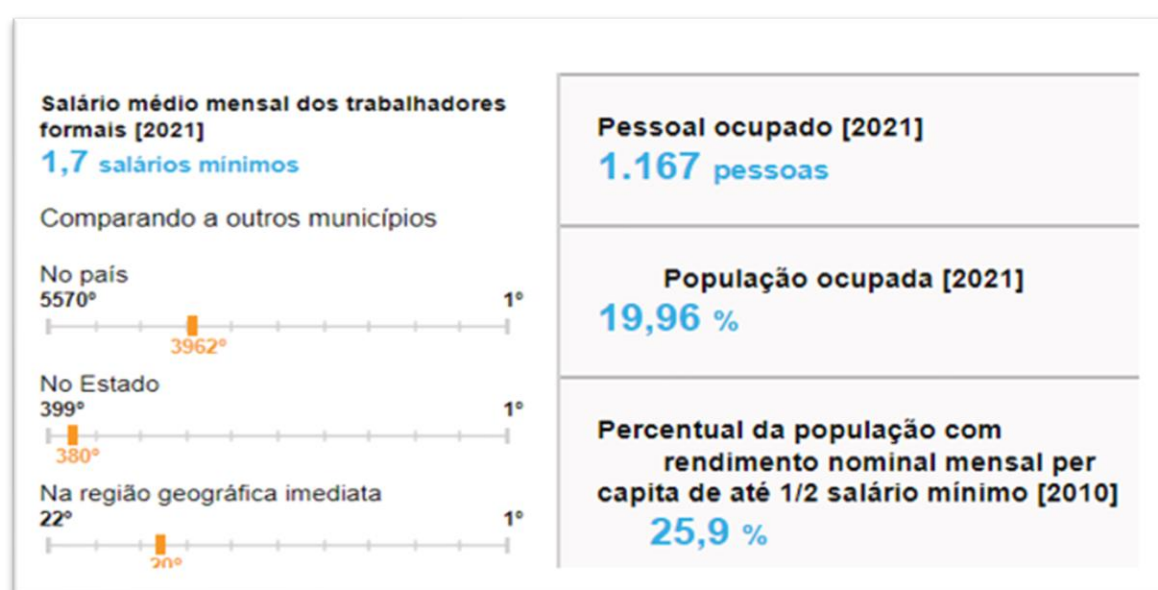 Salário médio mensal dos trabalhadores
formais [2021]
1,7 salários mínimos
Comparando a outros municípios
No país
5570º 1º
3962º
No Estado
399º 1º
380º
Na região geográfica imediata
22º 1º
20º
Pessoal ocupado [2021]
1.167 pessoas
População ocupada [2021]
19,96 %
Percentual da população com
rendimento nominal mensal per
capita de até 1/2 salário mínimo [2010]
25,9 %